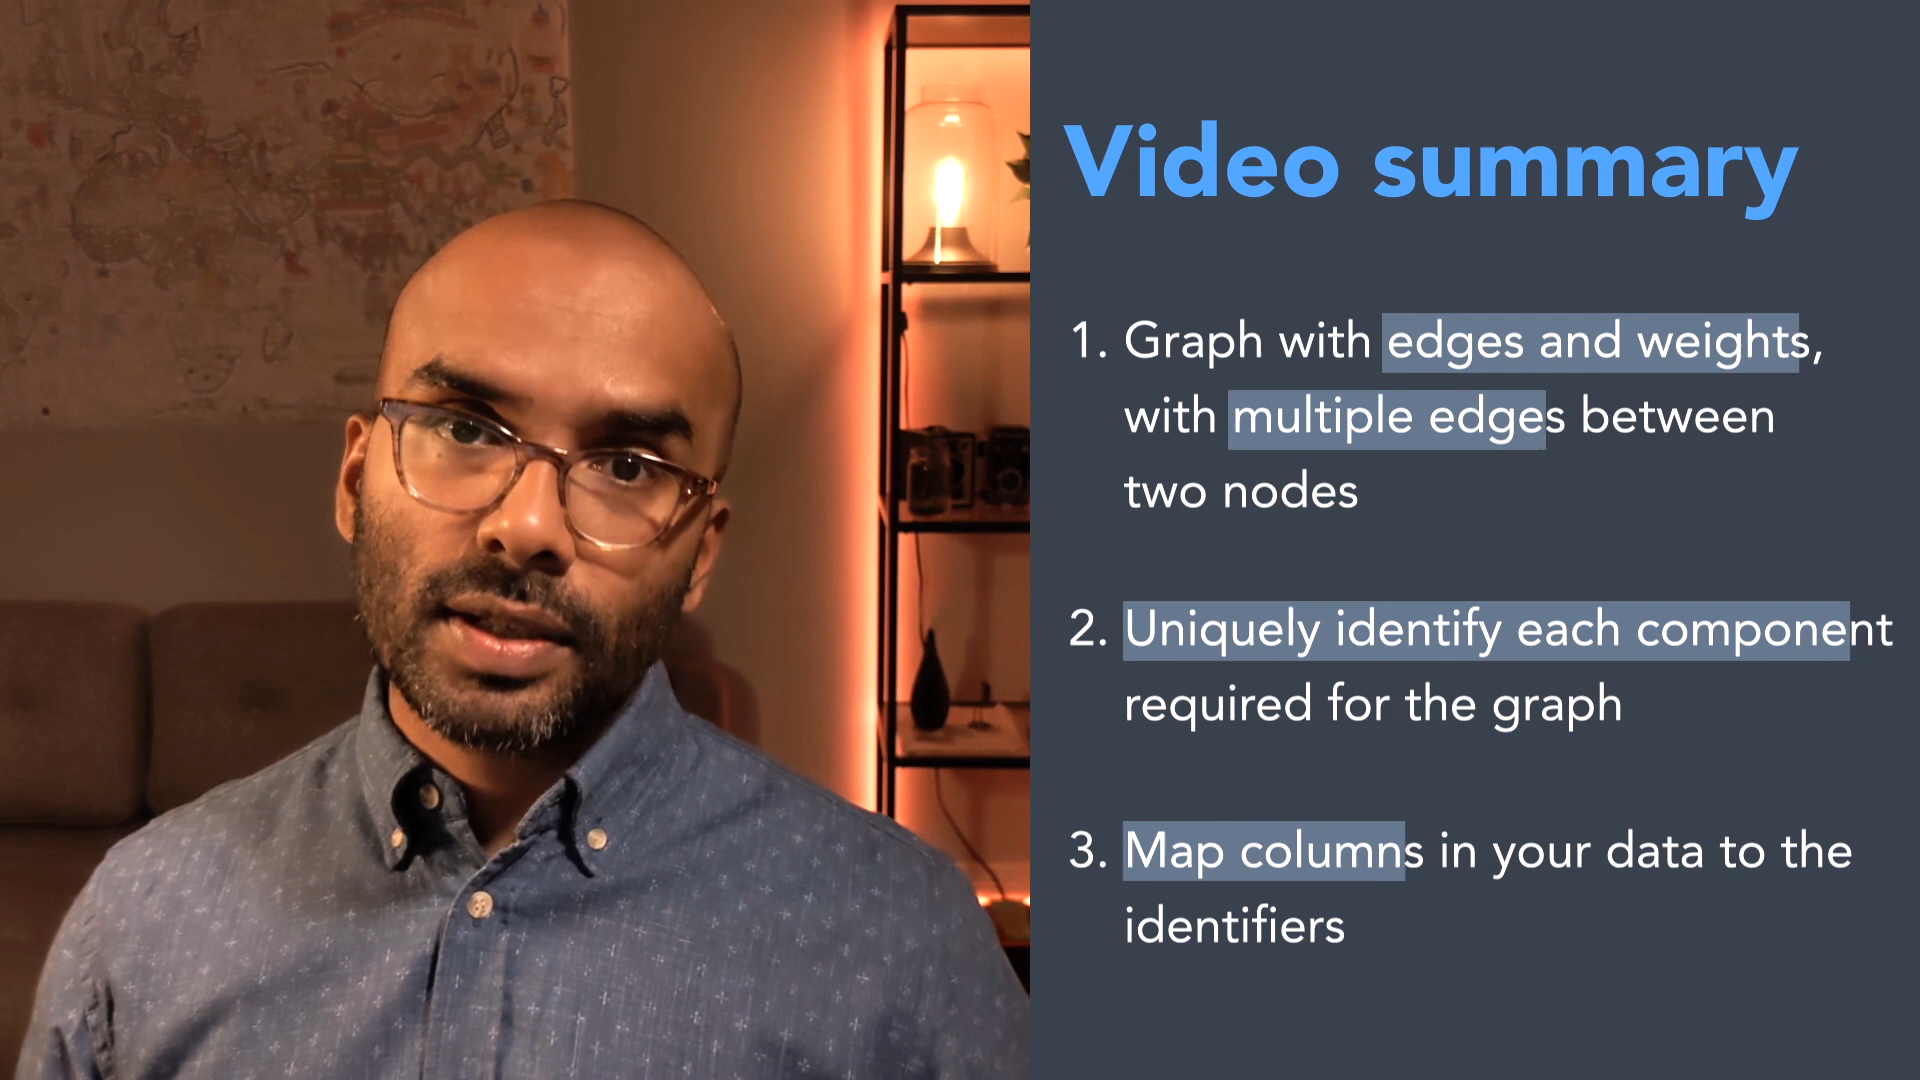 Video summary
1. Graph with edges and weights,
with multiple edges between
two nodes
2. Uniquely identify each component
required for the graph
3. Map columns in your data to the
identifiers